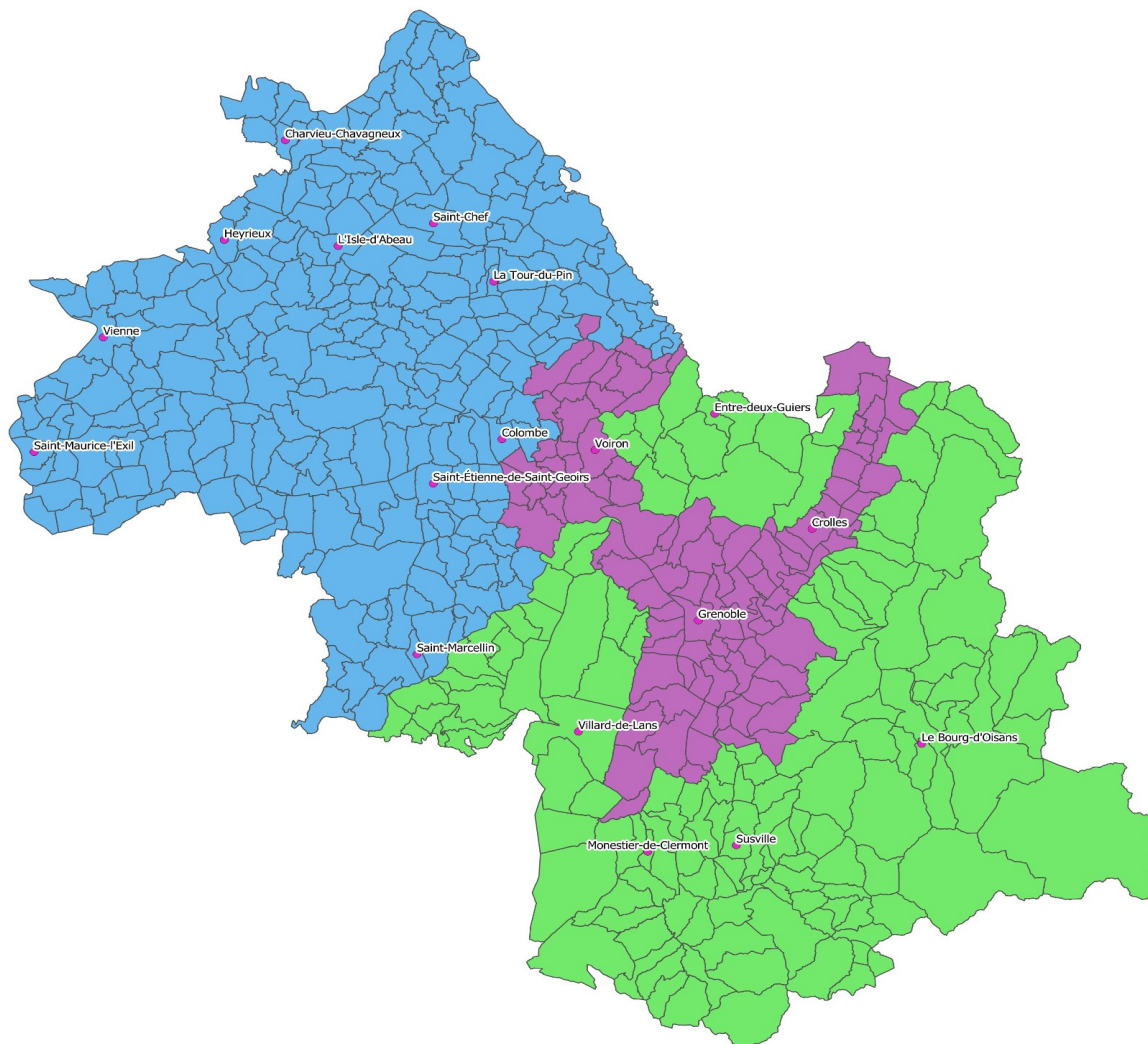 Charvieu-Chavagneux
Saint-Chef
Heyrieux
L'Isle-d'Abeau
La Tour-du-Pin
Vienne
Entre-deux-Guiers
Colombe
Voiron
Saint-Maurice-l'Exil
Saint-Étienne-de-Saint-Geoirs
Crolles
Grenoble
Saint-Marcellin
Villard-de-Lans
Le Bourg-d'Oisans
Monestier-de-Clermont
Susville